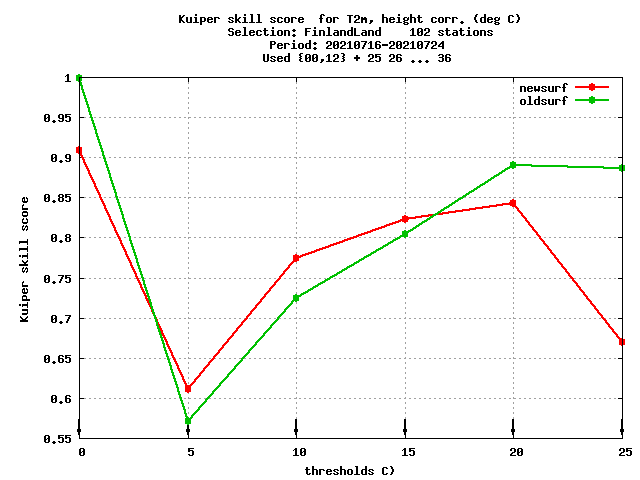 Kuiper skill score  for T2m, height corr. (deg C)
Selection: FinlandLand    102 stations
Period: 20210716-20210724
Used {00,12} + 25 26 ... 36
newsurf
oldsurf
Kuiper skill score
1
0.95
0.9
0.85
0.8
0.75
0.7
0.65
0.6
0.55
0 5 10 15 20 25
thresholds C)